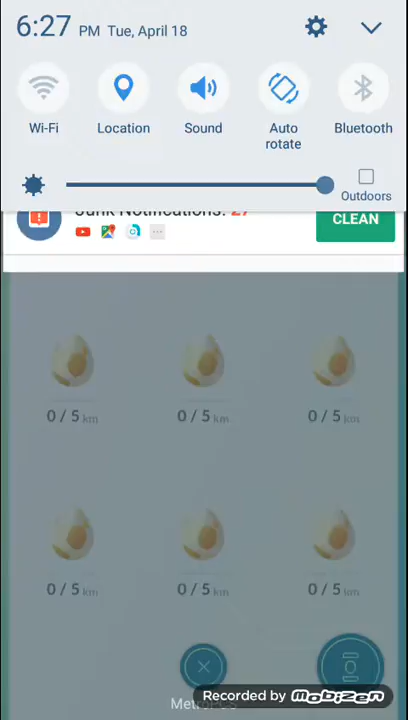 6:27 PM Tue, April 18
Wi-Fi Location Sound Auto rotate Bluetooth
Outdoors
Junk Notifications: 27
CLEAN
0 / 5 km 0 / 5 km 0 / 5 km
0 / 5 km 0 / 5 km 0 / 5 km
Recorded by mobizen
MetroPCS